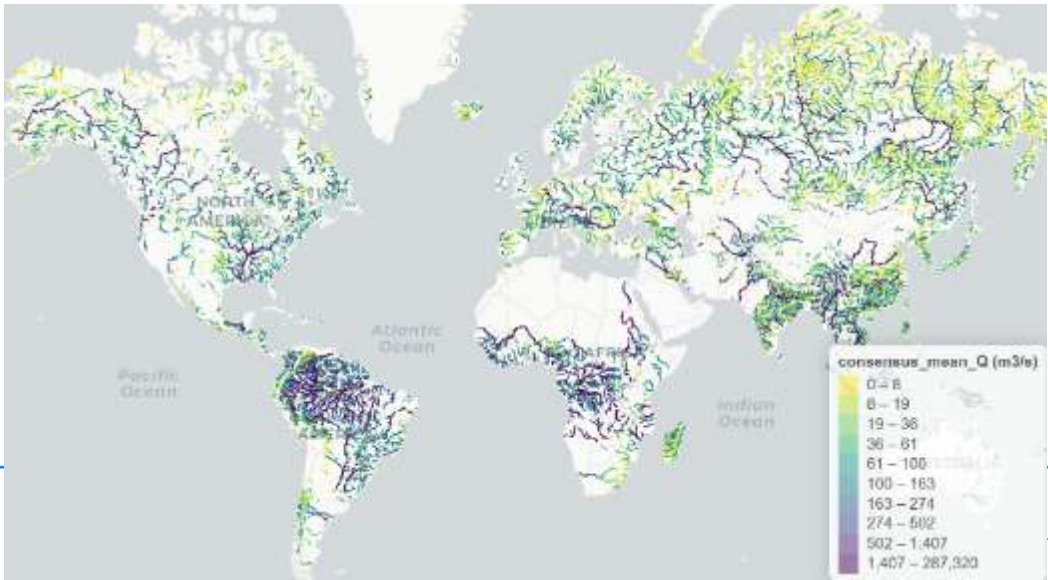 NORTH
AMERICA
Atlantic
Ocean
Pacific
Ocean
Indian
Ocean
consensus_mean_Q (m3/s)
0 – 8
8 – 19
19 – 36
36 – 61
61 – 100
100 – 163
163 – 274
274 – 502
502 – 1,407
1,407 – 287,320